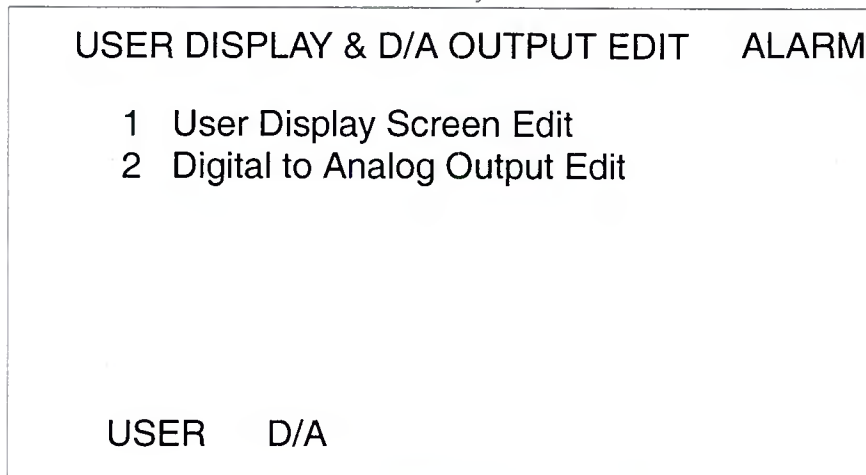 USER DISPLAY & D/A OUTPUT EDIT ALARM
1 User Display Screen Edit
2 Digital to Analog Output Edit
USER D/A